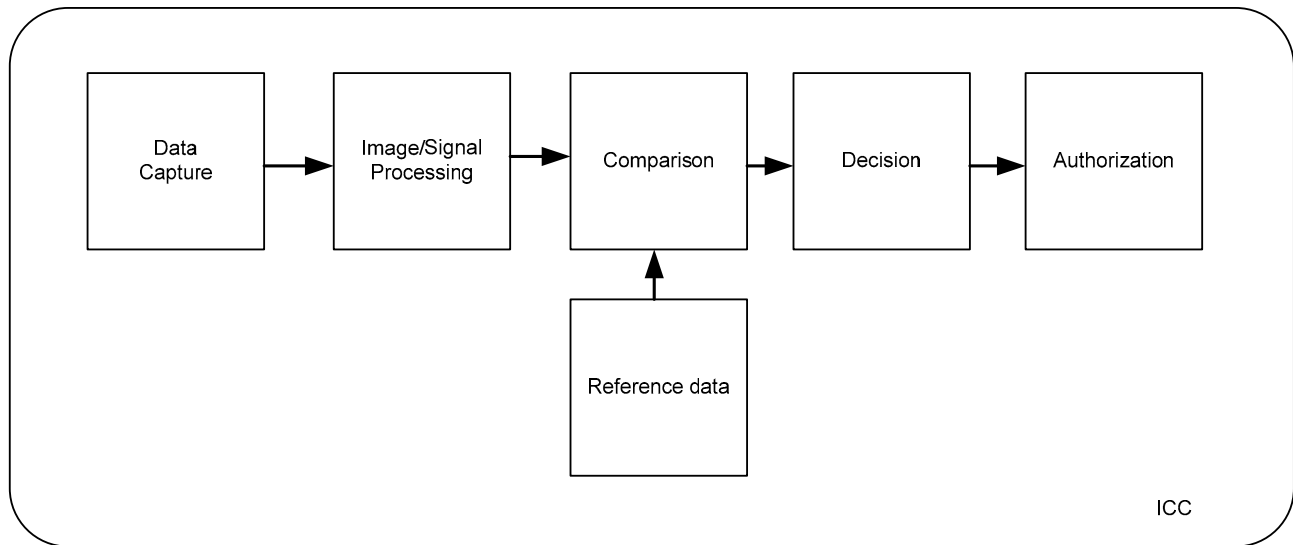 Data
Capture
Image/Signal
Processing
Comparison
Decision
Authorization
Reference data
ICC